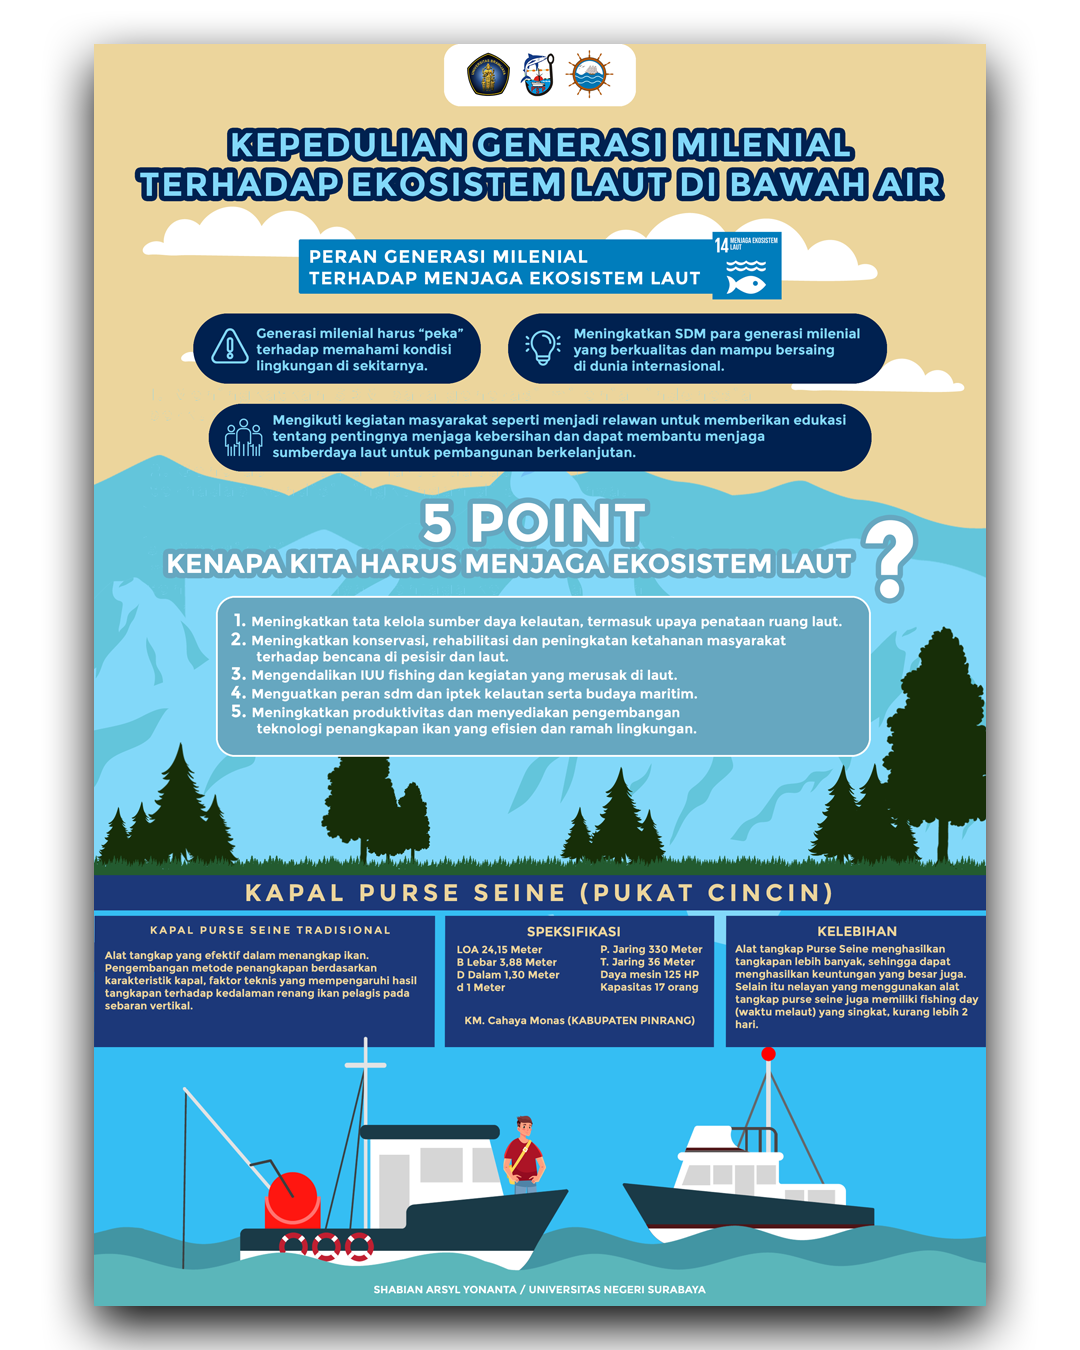 UNIVERSITAS BRAWIJAYA
KEPEDULIAN GENERASI MILENIAL
TERHADAP EKOSISTEM LAUT DI BAWAH AIR
PERAN GENERASI MILENIAL
TERHADAP MENJAGA EKOSISTEM LAUT
14 MENJAGA EKOSISTEM
LAUT
Generasi milenial harus “peka”
terhadap memahami kondisi
lingkungan di sekitarnya.
Meningkatkan SDM para generasi milenial
yang berkualitas dan mampu bersaing
di dunia internasional.
Mengikuti kegiatan masyarakat seperti menjadi relawan untuk memberikan edukasi
tentang pentingnya menjaga kebersihan dan dapat membantu menjaga
sumberdaya laut untuk pembangunan berkelanjutan.
5 POINT
KENAPA KITA HARUS MENJAGA EKOSISTEM LAUT ?
1. Meningkatkan tata kelola sumber daya kelautan, termasuk upaya penataan ruang laut.
2. Meningkatkan konservasi, rehabilitasi dan peningkatan ketahanan masyarakat
terhadap bencana di pesisir dan laut.
3. Mengendalikan IUU fishing dan kegiatan yang merusak di laut.
4. Menguatkan peran sdm dan iptek kelautan serta budaya maritim.
5. Meningkatkan produktivitas dan menyediakan pengembangan
teknologi penangkapan ikan yang efisien dan ramah lingkungan.
KAPAL PURSE SEINE (PUKAT CINCIN)
KAPAL PURSE SEINE TRADISIONAL
Alat tangkap yang efektif dalam menangkap ikan.
Pengembangan metode penangkapan berdasarkan
karakteristik kapal, faktor teknis yang mempengaruhi hasil
tangkapan terhadap kedalaman renang ikan pelagis pada
sebaran vertikal.
SPEKSIFIKASI
LOA 24,15 Meter
B Lebar 3,88 Meter
D Dalam 1,30 Meter
d 1 Meter
P. Jaring 330 Meter
T. Jaring 36 Meter
Daya mesin 125 HP
Kapasitas 17 orang
KM. Cahaya Monas (KABUPATEN PINRANG)
KELEBIHAN
Alat tangkap Purse Seine menghasilkan
tangkapan lebih banyak, sehingga dapat
menghasilkan keuntungan yang besar juga.
Selain itu nelayan yang menggunakan alat
tangkap purse seine juga memiliki fishing day
(waktu melaut) yang singkat, kurang lebih 2
hari.
SHABIAN ARSYL YONANTA / UNIVERSITAS NEGERI SURABAYA